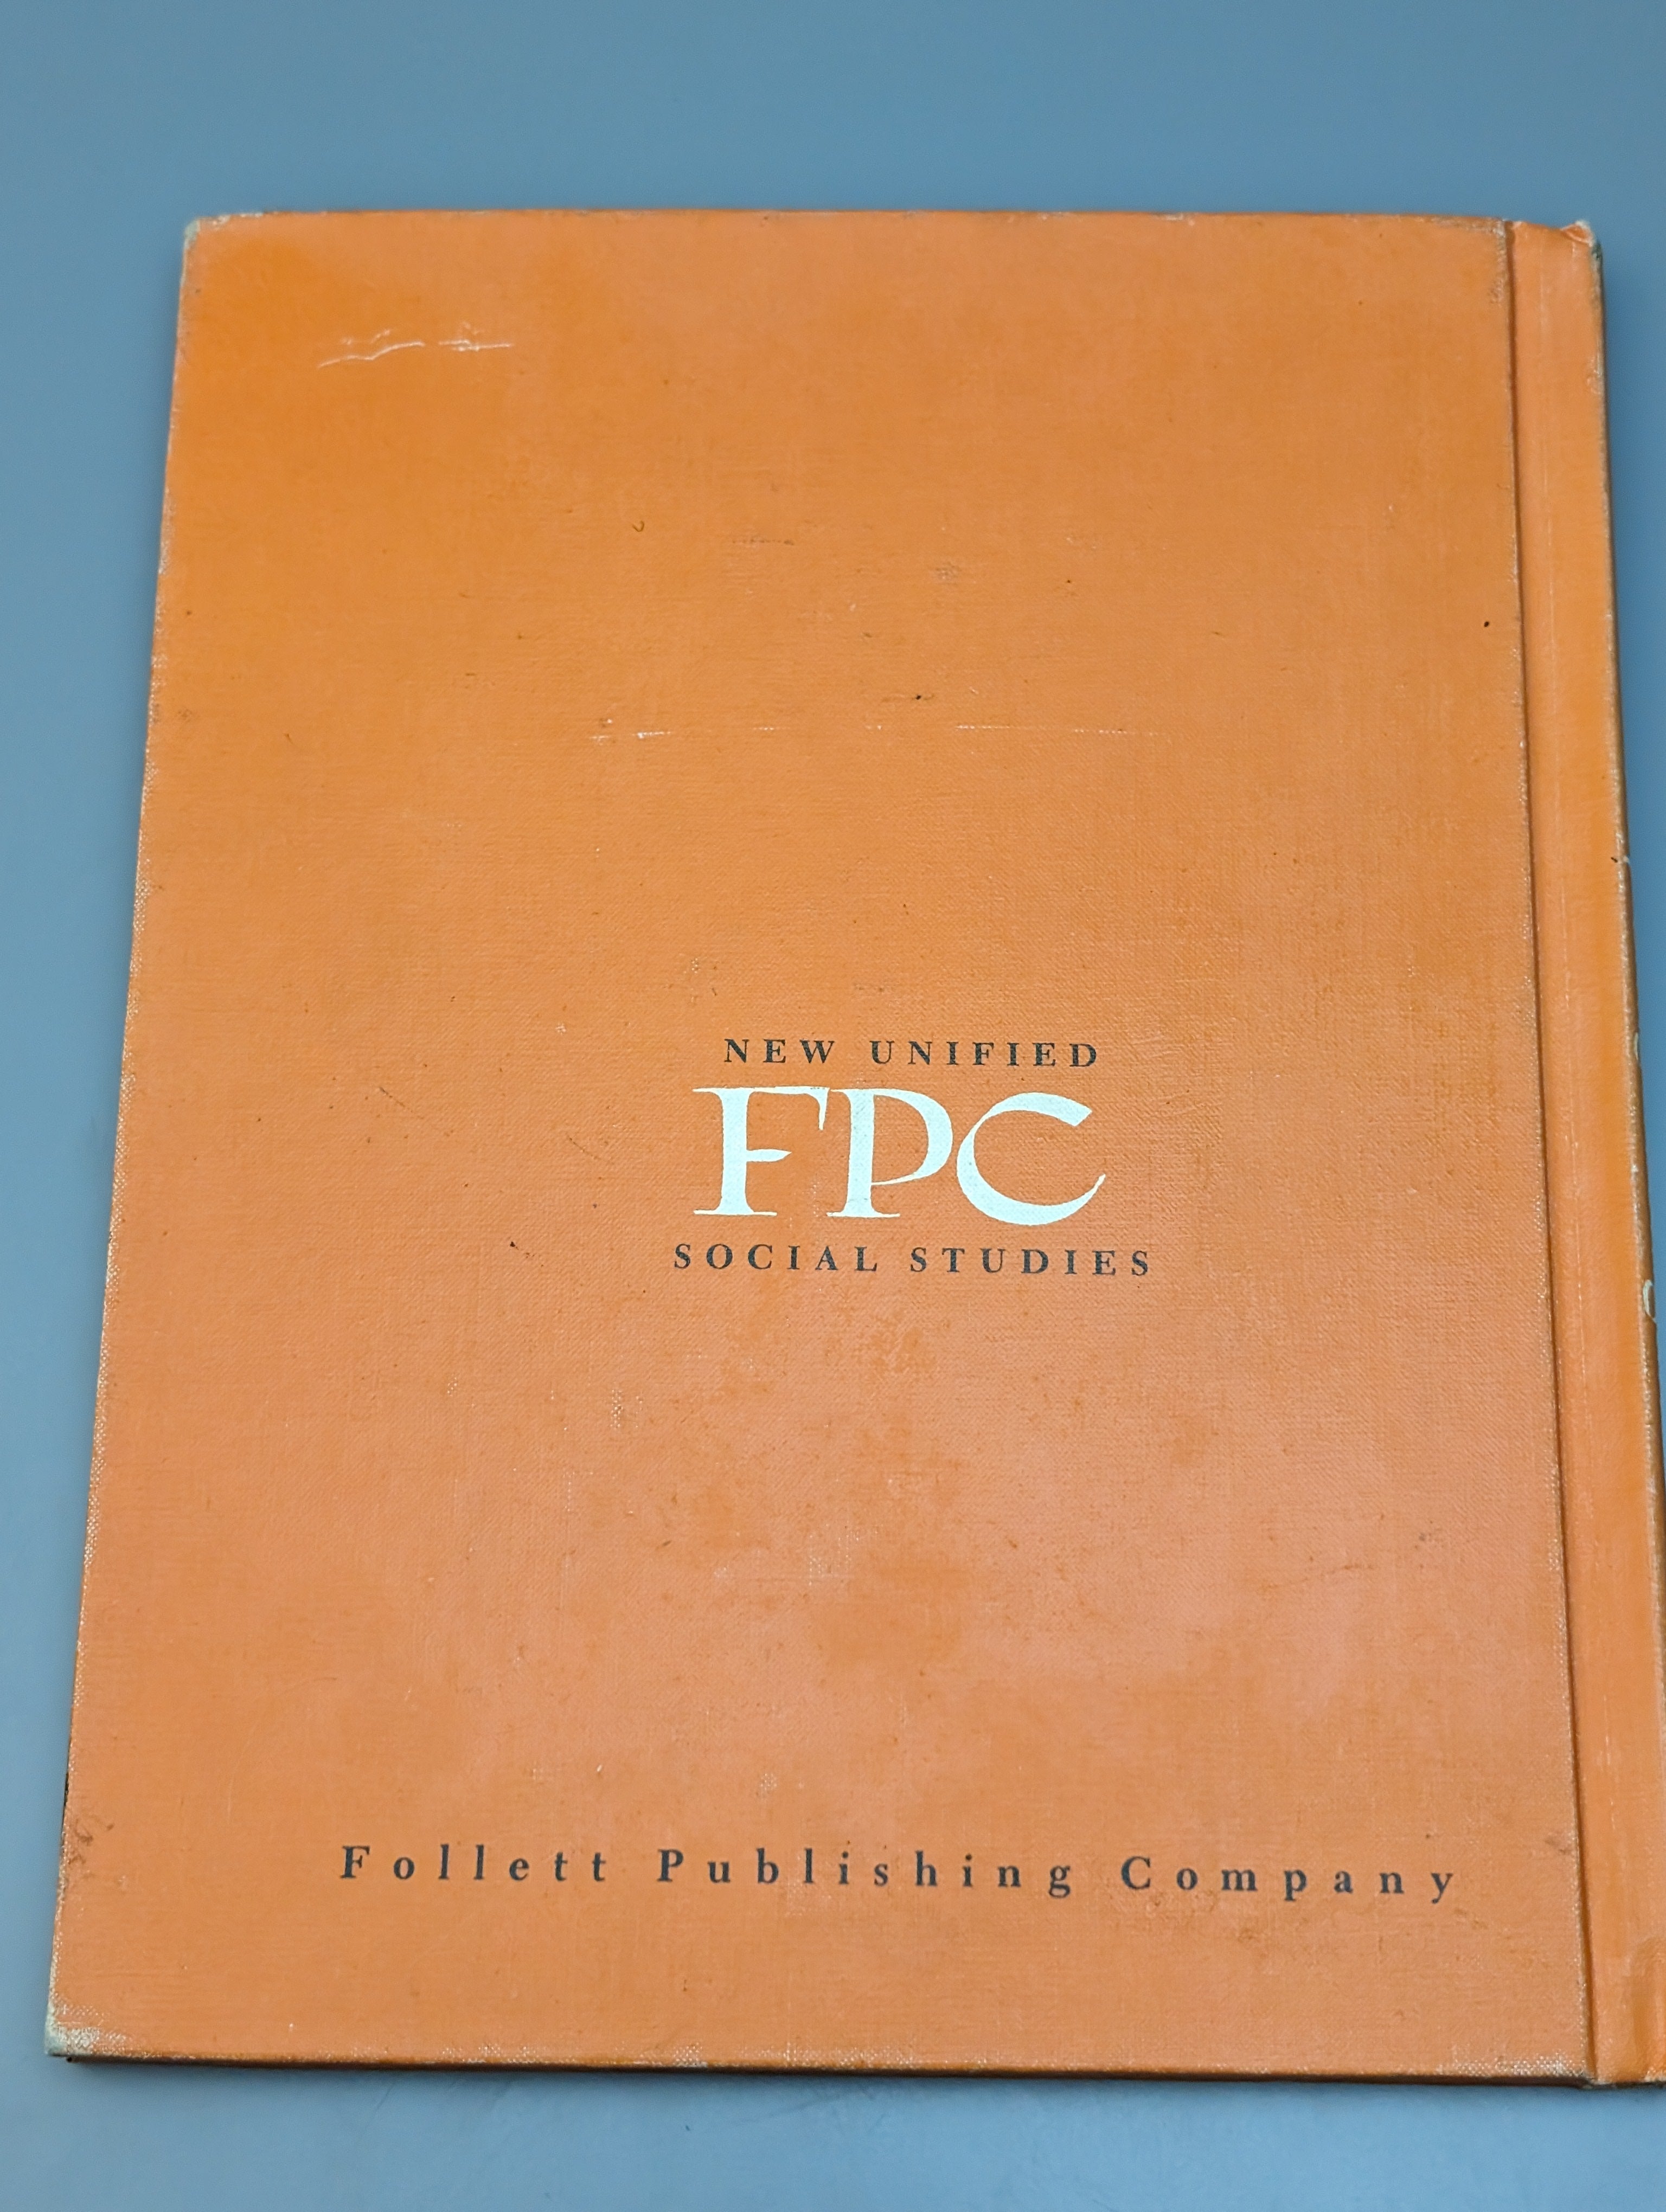 NEW UNIFIED
FPC
SOCIAL STUDIES
Follett Publishing Company